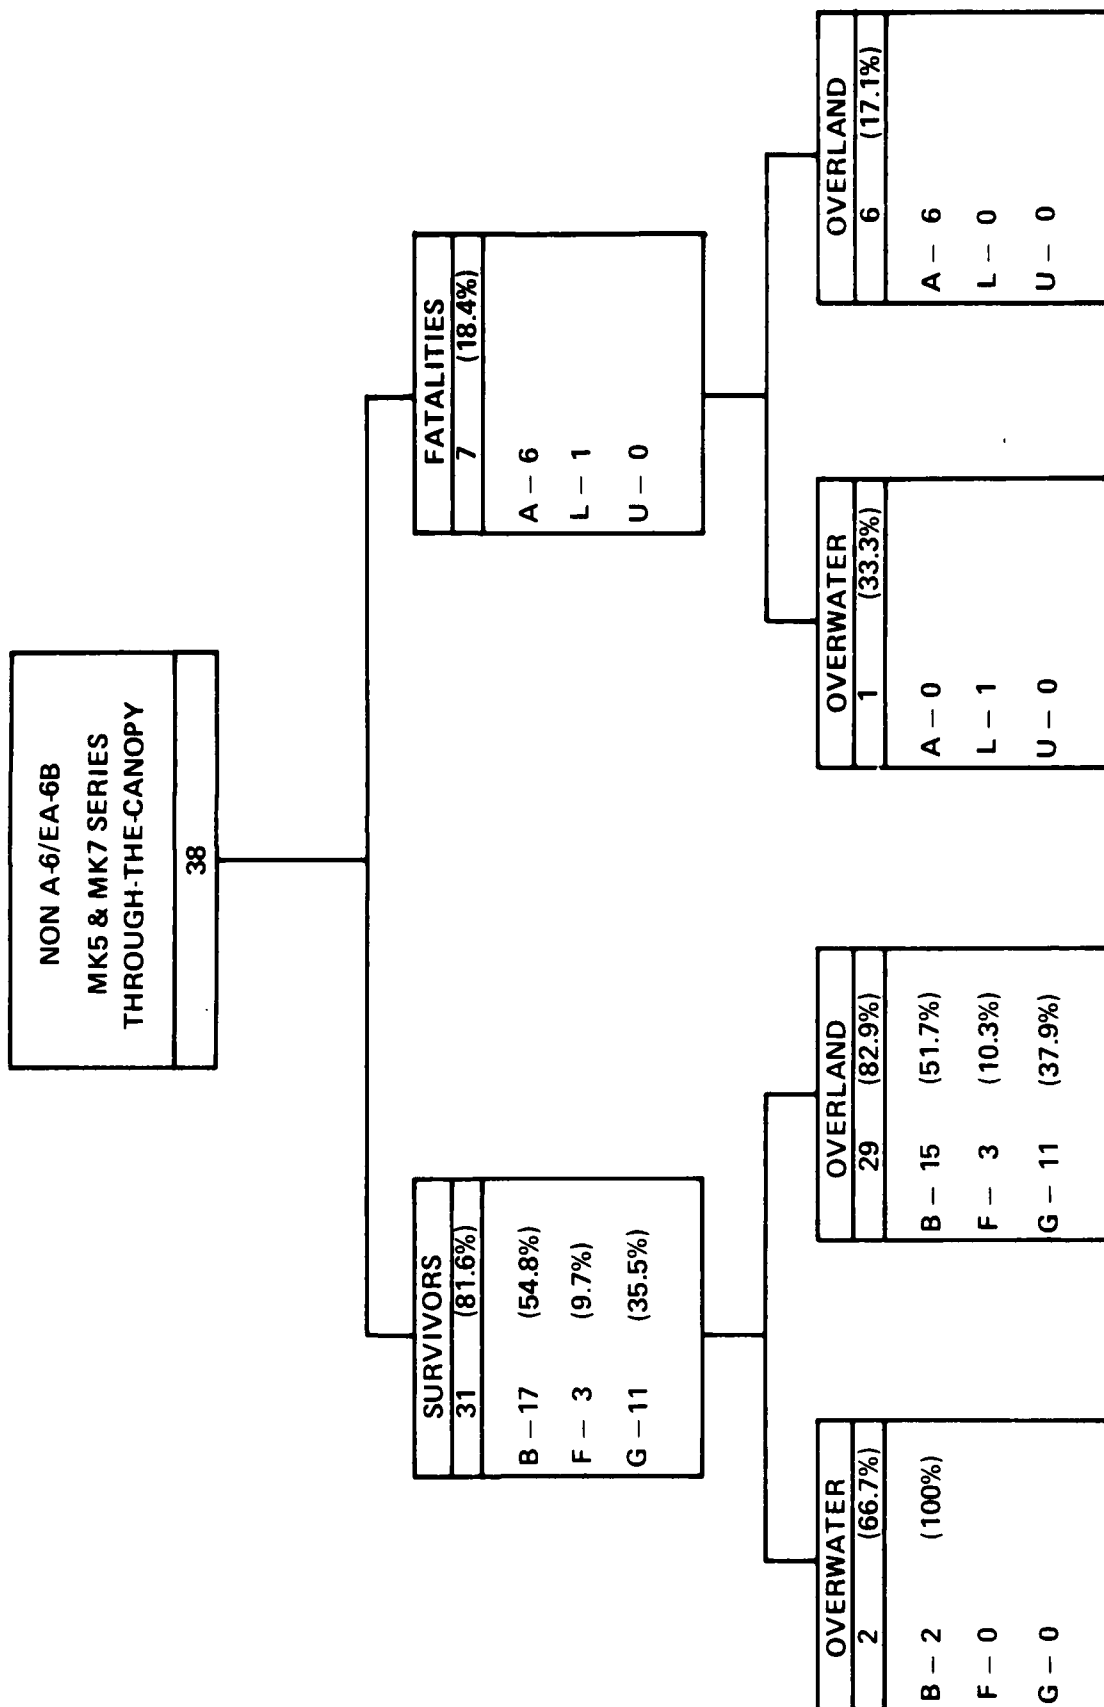 NON A-6/EA-6B
MK5 & MK7 SERIES
THROUGH-THE-CANOPY
38
SURVIVORS
31 (81.6%)
B – 17 (54.8%)
F – 3 (9.7%)
G – 11 (35.5%)
FATALITIES
7 (18.4%)
A – 6
L – 1
U – 0
OVERWATER
2 (66.7%)
B – 2 (100%)
F – 0
G – 0
OVERLAND
29 (82.9%)
B – 15 (51.7%)
F – 3 (10.3%)
G – 11 (37.9%)
OVERWATER
1 (33.3%)
A – 0
L – 1
U – 0
OVERLAND
6 (17.1%)
A – 6
L – 0
U – 0